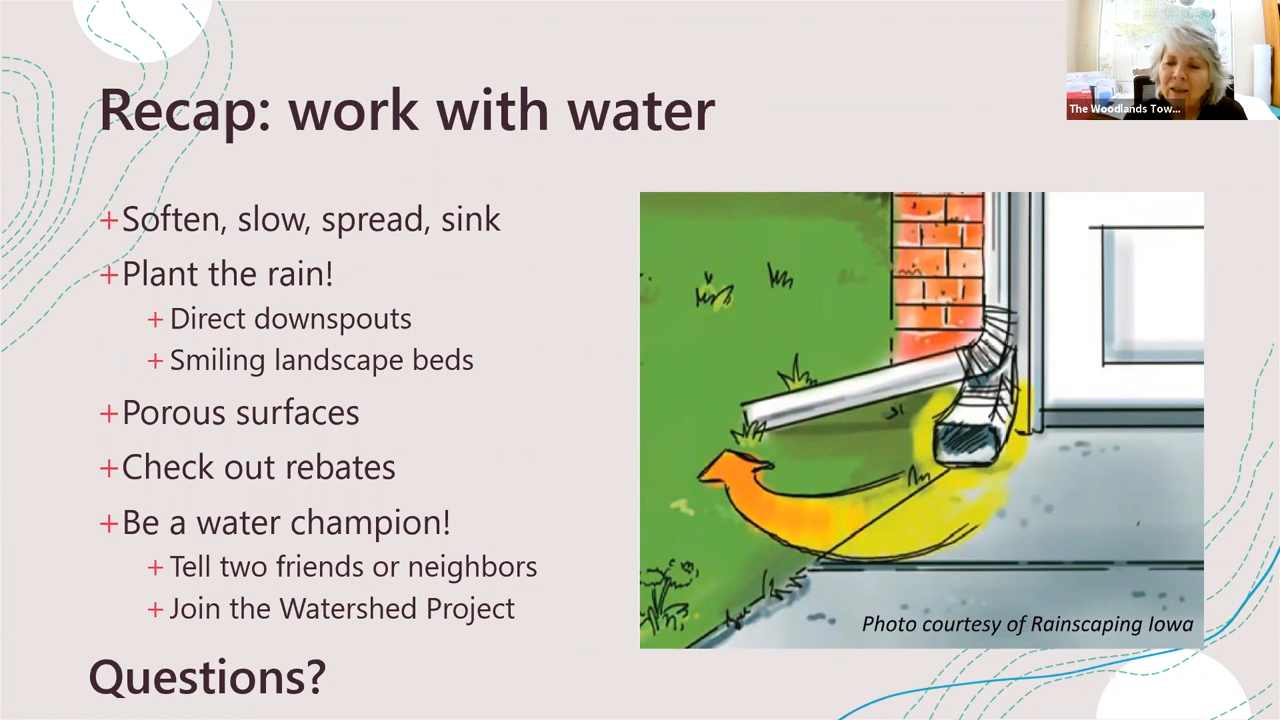 The Woodlands Tow...
Recap: work with water
+Soften, slow, spread, sink
+Plant the rain!
+ Direct downspouts
+ Smiling landscape beds
+Porous surfaces
+Check out rebates
+Be a water champion!
+ Tell two friends or neighbors
+ Join the Watershed Project
Photo courtesy of Rainscaping Iowa
Questions?